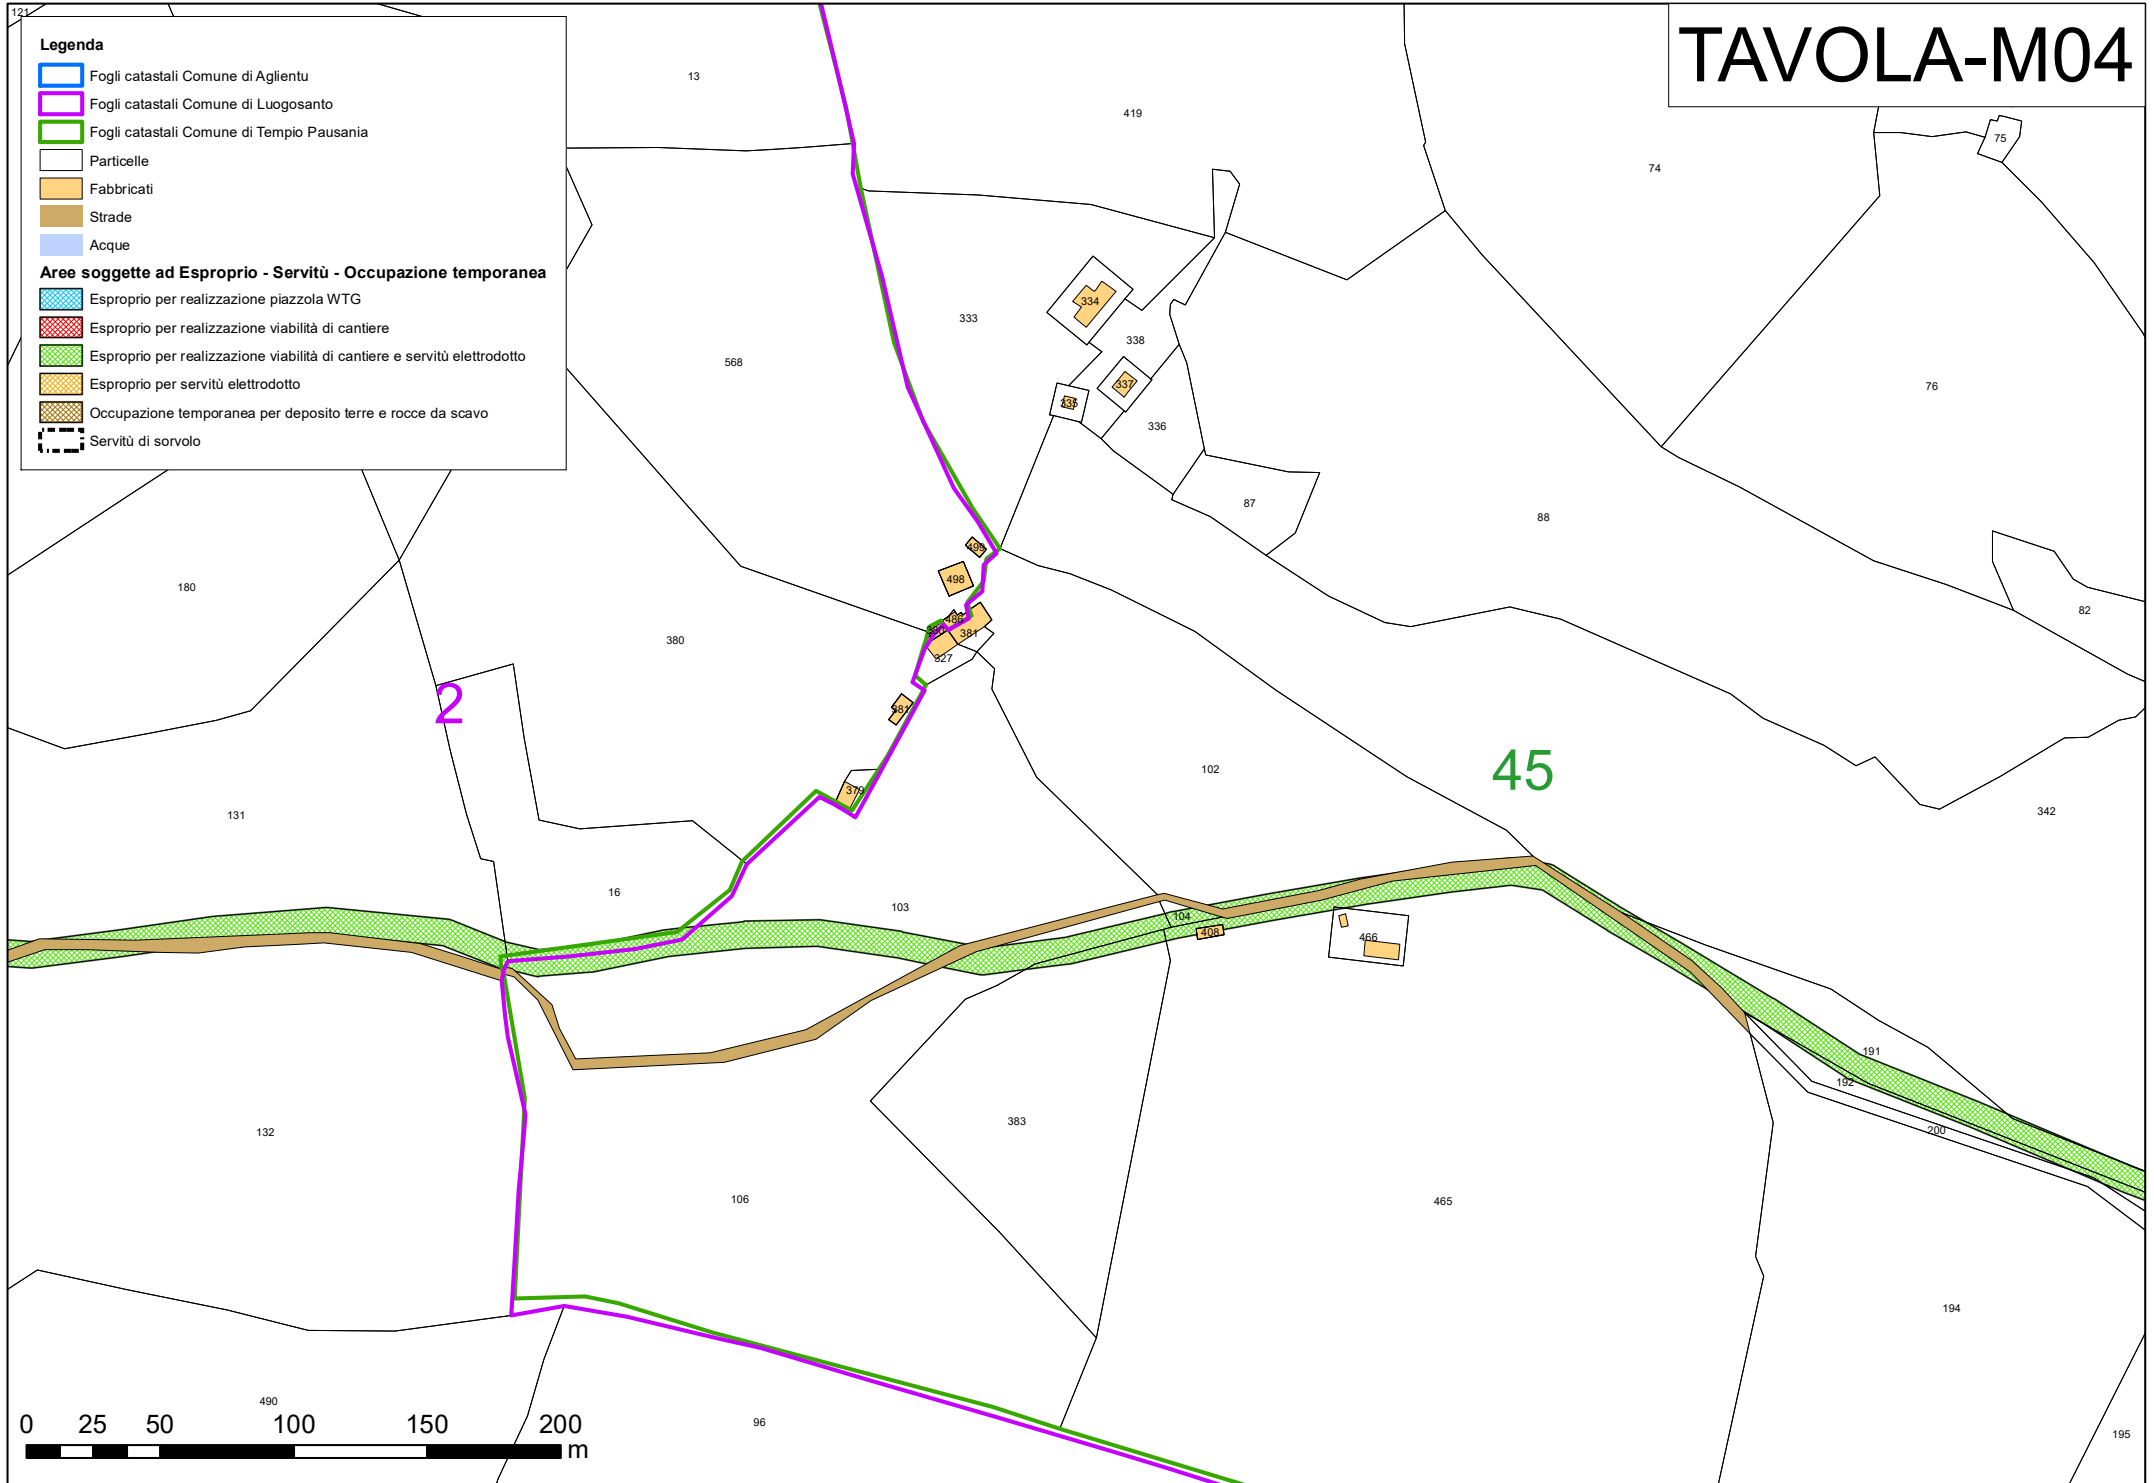 121
TAVOLA-M04
Legenda
Fogli catastali Comune di Aglientu
Fogli catastali Comune di Luogosanto
Fogli catastali Comune di Tempio Pausania
Particelle
Fabbricati
Strade
Acque
Aree soggette ad Esproprio - Servitù - Occupazione temporanea
Esproprio per realizzazione piazzola WTG
Esproprio per realizzazione viabilità di cantiere
Esproprio per realizzazione viabilità di cantiere e servitù elettrodotto
Esproprio per servitù elettrodotto
Occupazione temporanea per deposito terre e rocce da scavo
Servitù di sorvolo
13
419
75
74
334
333
338
568
337
76
335
336
87
88
499
498
180
82
486
380
381
327
2
381
102
45
379
131
342
16
103
104
408
466
191
192
383
200
132
106
465
194
490
96
195
0 25 50 100 150 200
m